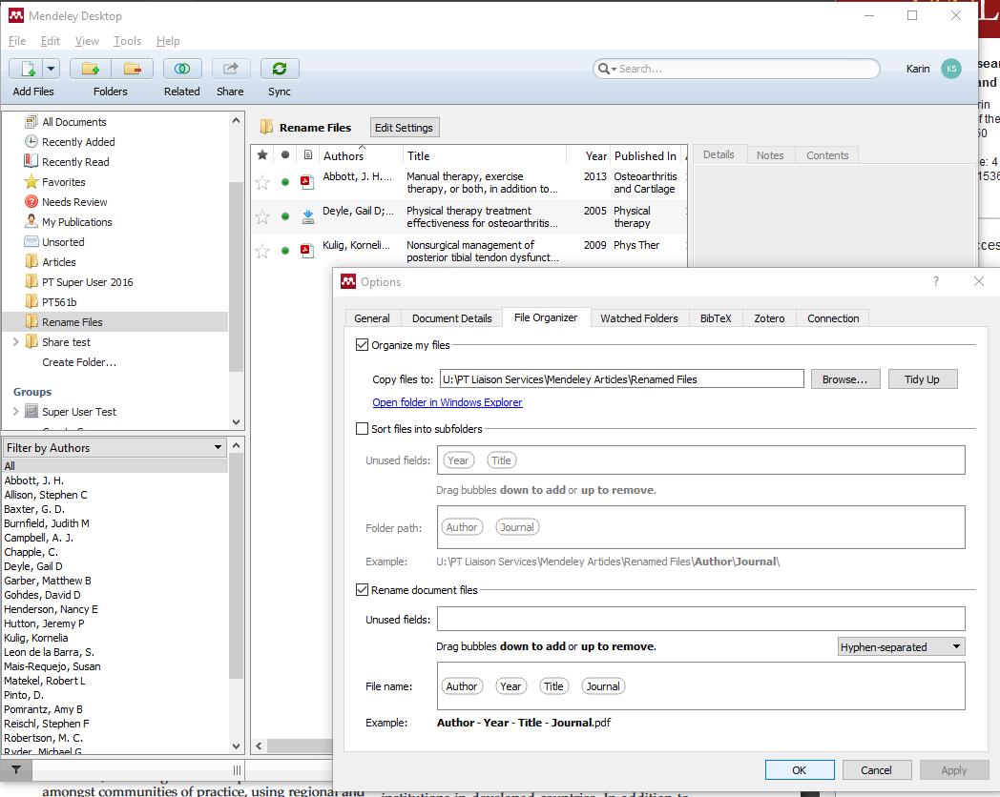 Mendeley Desktop
File Edit View Tools Help
Add Files Folders Related Share Sync
Search...
Karin KS
All Documents
Recently Added
Recently Read
Favorites
Needs Review
My Publications
Unsorted
Articles
PT Super User 2016
PT561b
Rename Files
Share test
Create Folder...
Groups
Super User Test
Filter by Authors
All
Abbott, J. H.
Allison, Stephen C
Baxter, G. D.
Burnfield, Judith M
Campbell, A. J.
Chapple, C.
Deyle, Gail D
Garber, Matthew B
Gohdes, David D
Henderson, Nancy E
Hutton, Jeremy P
Kulig, Kornelia
Leon de la Barra, S.
Mais-Requejo, Susan
Matekel, Robert L
Pinto, D.
Pomrantz, Amy B
Reischl, Stephen F
Robertson, M. C.
Ryder, Michael G
Rename Files Edit Settings
Authors Title Year Published In
Abbott, J. H.... Manual therapy, exercise 2013 Osteoarthritis
therapy, or both, in addition to... and Cartilage
Deyle, Gail D;... Physical therapy treatment 2005 Physical
effectiveness for osteoarthritis... therapy
Kulig, Korneli... Nonsurgical management of 2009 Phys Ther
posterior tibial tendon dysfunct...
Details Notes Contents
Options ?
General Document Details File Organizer Watched Folders BibTeX Zotero Connection
Organize my files
Copy files to: U:\PT Liaison Services\Mendeley Articles\Renamed Files Browse... Tidy Up
Open folder in Windows Explorer
Sort files into subfolders
Unused fields: Year Title
Drag bubbles down to add or up to remove.
Folder path: Author Journal
Example: U:\PT Liaison Services\Mendeley Articles\Renamed Files\Author\Journal\
Rename document files
Unused fields:
Drag bubbles down to add or up to remove.
Hyphen-separated
File name: Author Year Title Journal
Example: Author - Year - Title - Journal.pdf
OK Cancel Apply
sear
and
rin
f the
50
e: 4
1536
cces
amongst communities of practice, using regional and